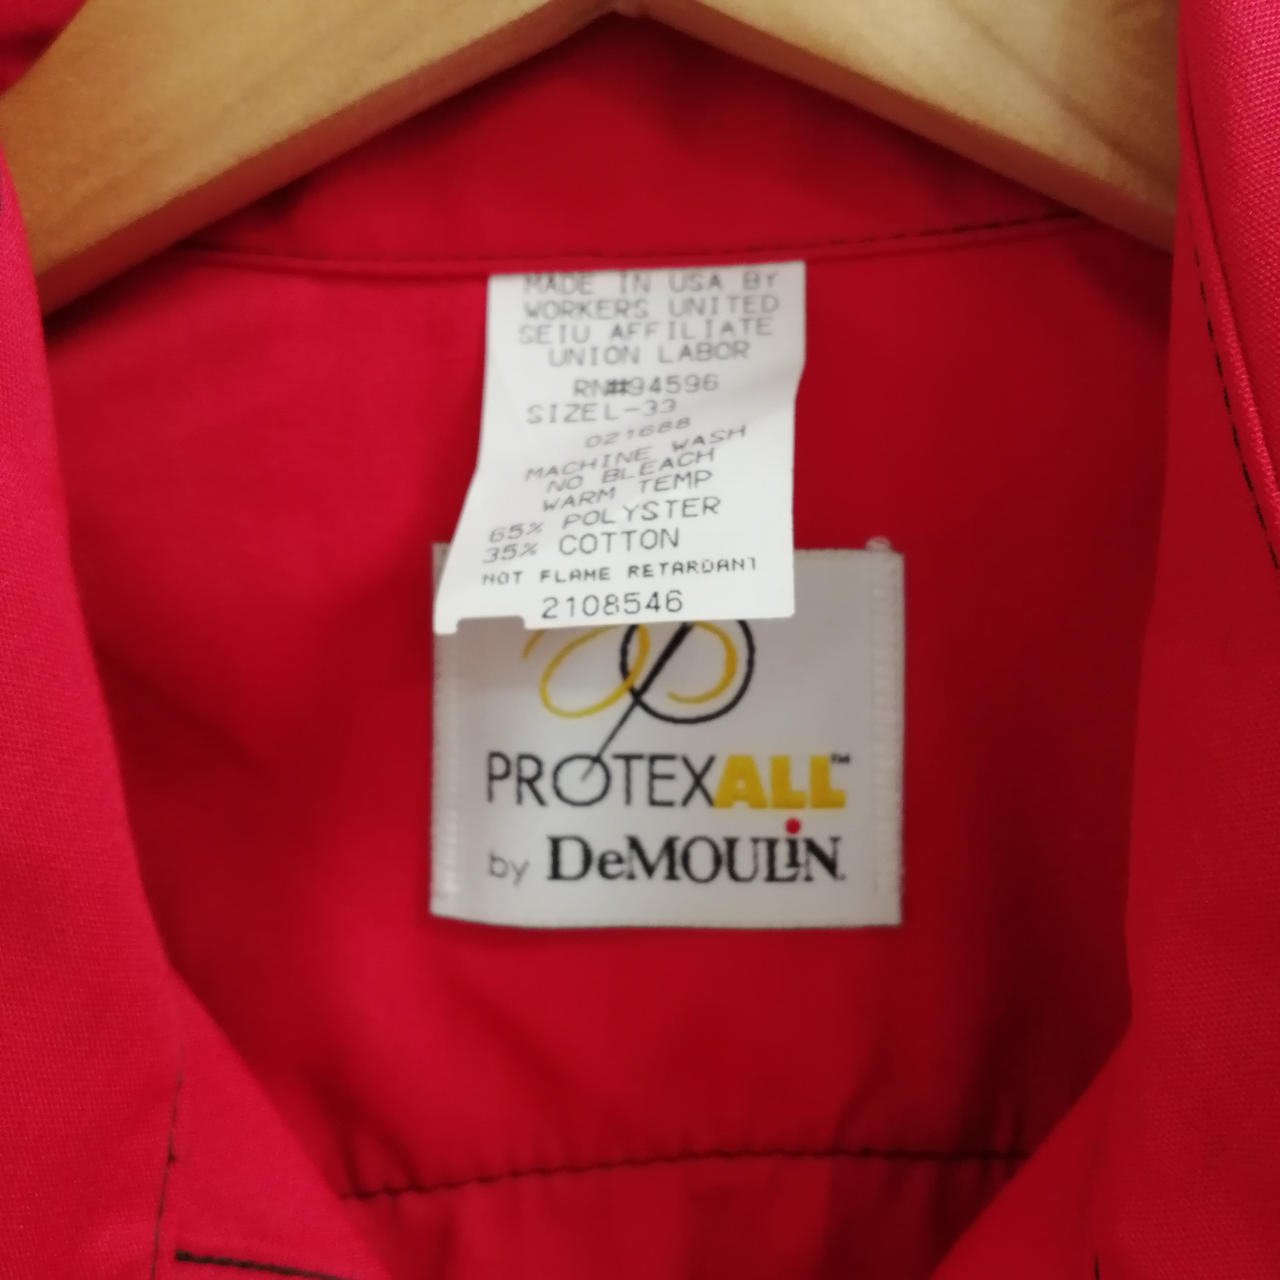 MADE IN USA BY
WORKERS UNITED
SEIU AFFILIATE
UNION LABOR
RN#94596
SIZE L-33
021688
MACHINE WASH
NO BLEACH
WARM TEMP
65% POLYSTER
35% COTTON
NOT FLAME RETARDANT
2108546
PROTEXALL™
by DeMOULiN